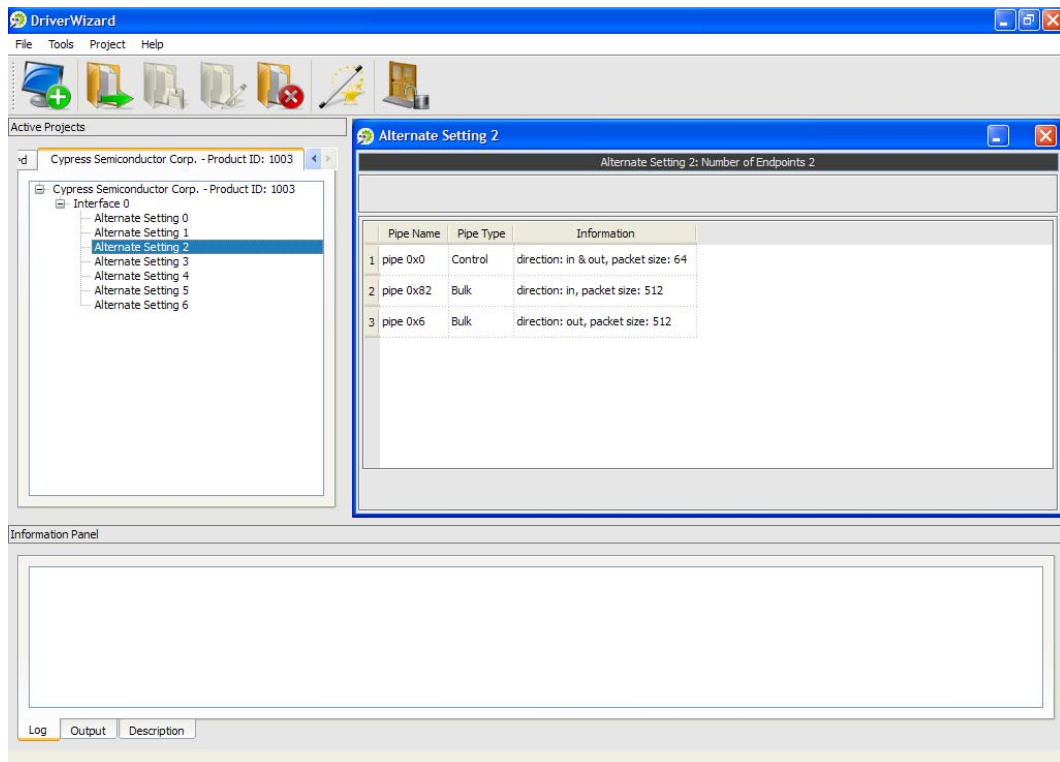 DriverWizard
File Tools Project Help
Active Projects
rd Cypress Semiconductor Corp. - Product ID: 1003
Cypress Semiconductor Corp. - Product ID: 1003
Interface 0
Alternate Setting 0
Alternate Setting 1
Alternate Setting 2
Alternate Setting 3
Alternate Setting 4
Alternate Setting 5
Alternate Setting 6
Alternate Setting 2
Alternate Setting 2: Number of Endpoints 2
Pipe Name Pipe Type Information
1 pipe 0x0 Control direction: in & out, packet size: 64
2 pipe 0x82 Bulk direction: in, packet size: 512
3 pipe 0x6 Bulk direction: out, packet size: 512
Information Panel
Log Output Description